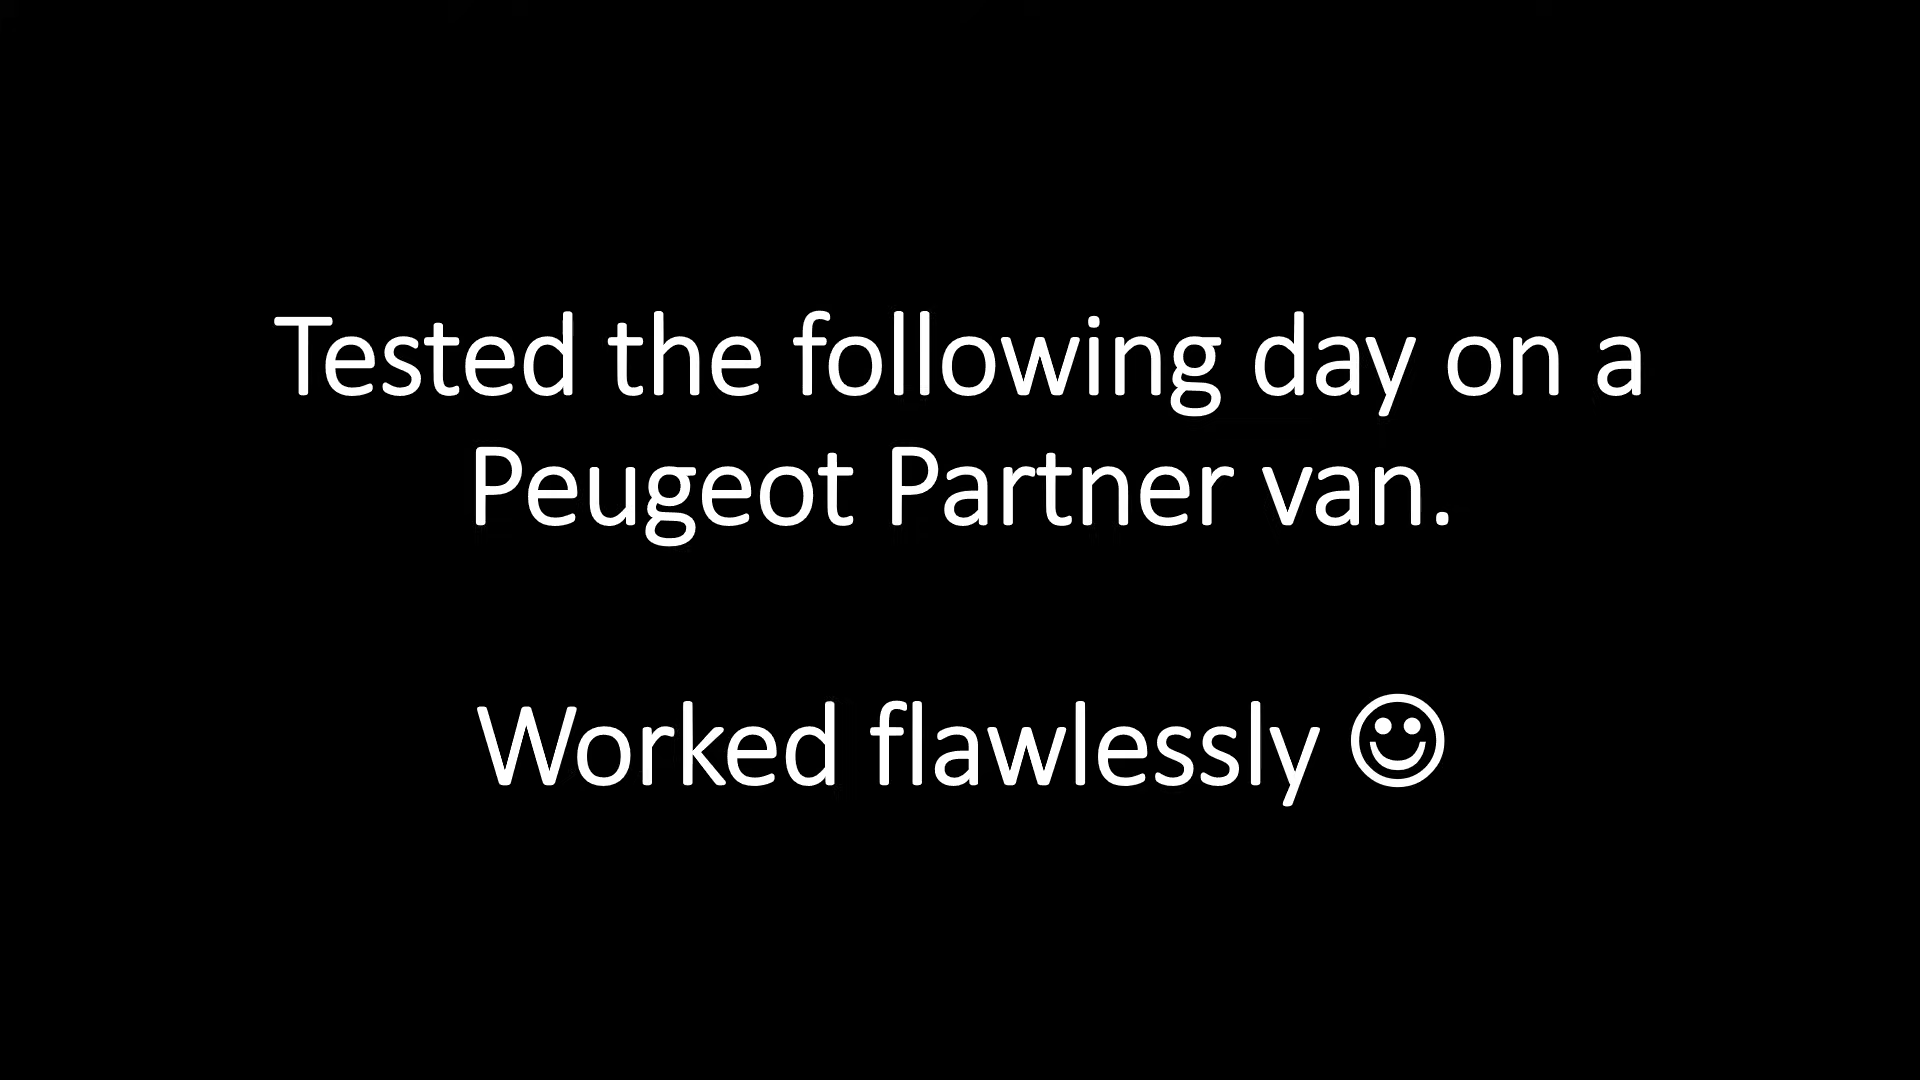 Tested the following day on a
Peugeot Partner van.
Worked flawlessly ☺